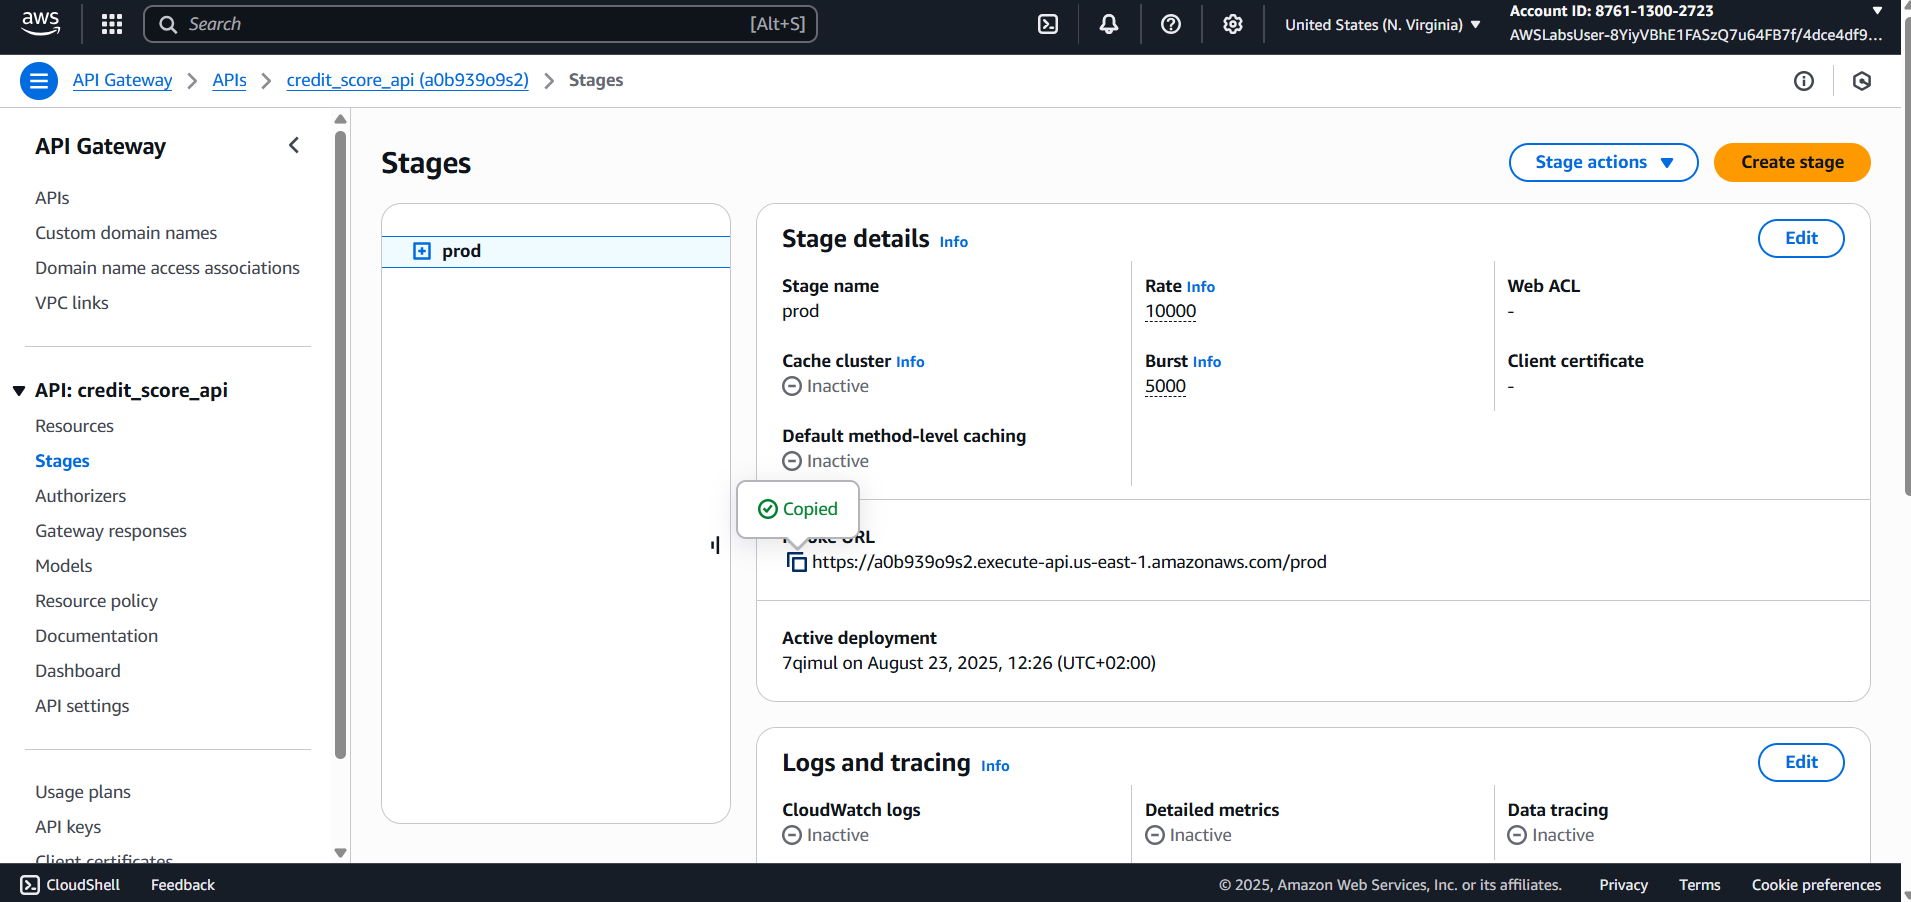 aws
Search
[Alt+S]
United States (N. Virginia)
Account ID: 8761-1300-2723
AWSLabsUser-8YiyVBhE1FASzQ7u64FB7f/4dce4df9...
API Gateway
APIs
credit_score_api (a0b939o9s2)
Stages
API Gateway
APIs
Custom domain names
Domain name access associations
VPC links
API: credit_score_api
Resources
Stages
Authorizers
Gateway responses
Models
Resource policy
Documentation
Dashboard
API settings
Usage plans
API keys
Client certificates
Stages
Stage actions
Create stage
prod
Stage details Info
Edit
Stage name
prod
Rate Info
10000
Web ACL
-
Cache cluster Info
Inactive
Burst Info
5000
Client certificate
-
Default method-level caching
Inactive
Copied
URL
https://a0b939o9s2.execute-api.us-east-1.amazonaws.com/prod
Active deployment
7qimul on August 23, 2025, 12:26 (UTC+02:00)
Logs and tracing Info
Edit
CloudWatch logs
Inactive
Detailed metrics
Inactive
Data tracing
Inactive
CloudShell
Feedback
© 2025, Amazon Web Services, Inc. or its affiliates.
Privacy
Terms
Cookie preferences